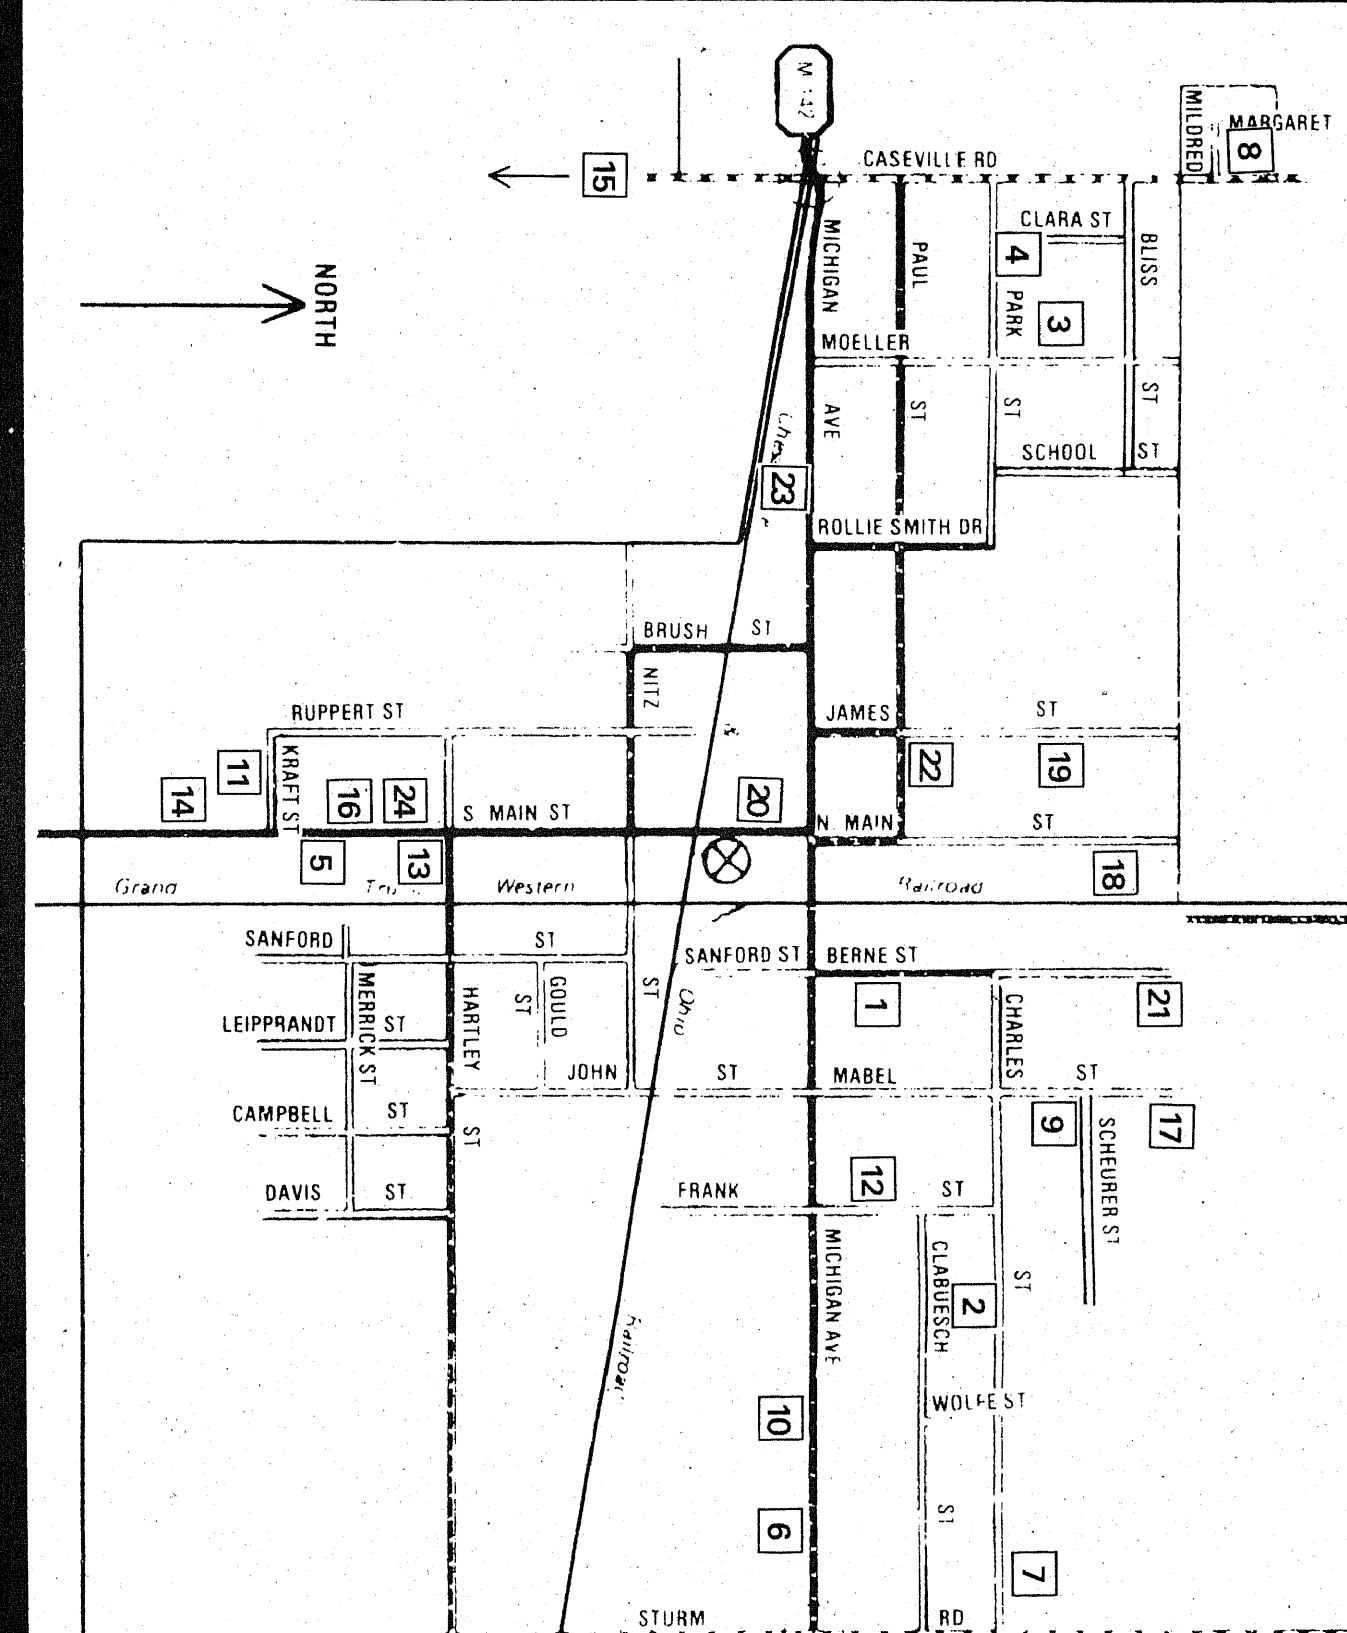 M 142
MILDRED
MARGARET
8
CASEVILLE RD
15
CLARA ST
4
BLISS
MICHIGAN
PAUL
NORTH
PARK
3
MOELLER
AVE
ST
ST
ST
SCHOOL ST
23
ROLLIE SMITH DR
BRUSH ST
NITZ
RUPPERT ST
JAMES ST
KRAFT ST
11
14
16
24
S MAIN ST
20
22
19
N. MAIN ST
5
13
18
Grand
Western
Railroad
SANFORD ST
SANFORD ST
BERNE ST
MERRICK ST
HARTLEY
ST
GOULD
ST
Ohio
1
CHARLES
21
LEIPPRANDT ST
JOHN ST
MABEL ST
CAMPBELL ST
ST
9
SCHEURER ST
17
DAVIS ST
FRANK ST
12
MICHIGAN AVE
CLABUESCH
2
ST
Railroad
10
WOLFE ST
6
ST
7
STURM RD